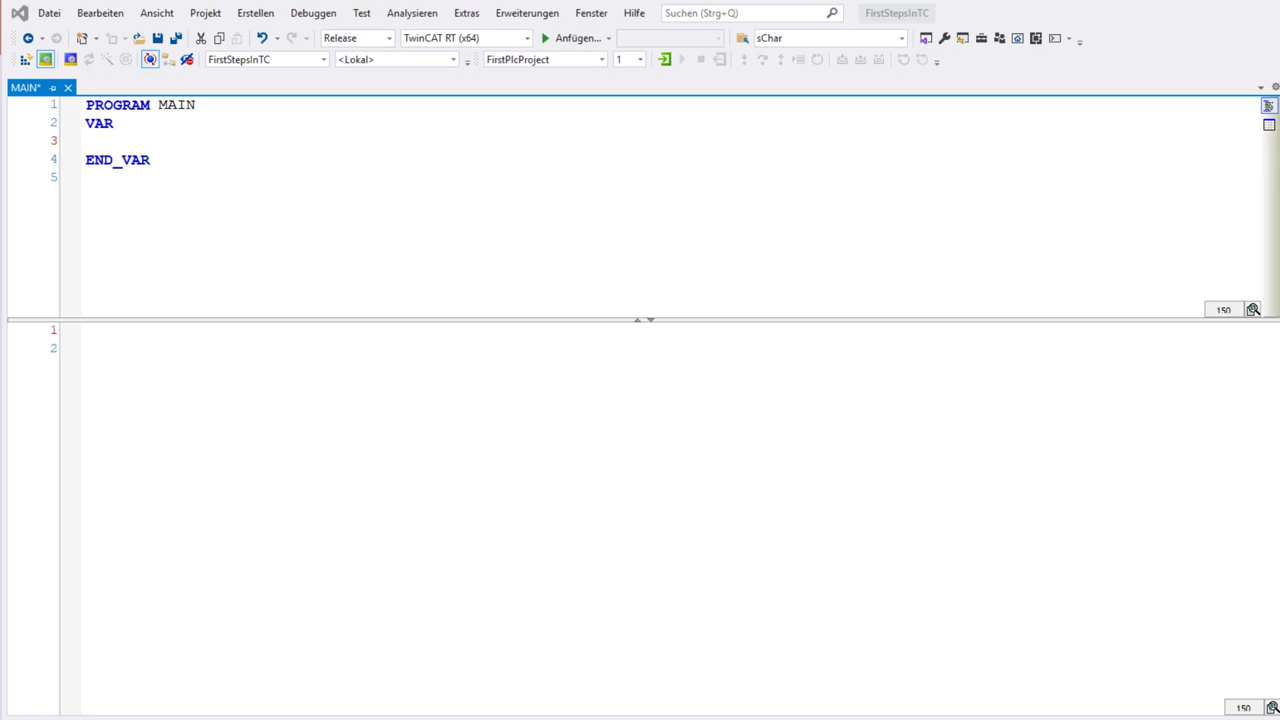 Datei Bearbeiten Ansicht Projekt Erstellen Debuggen Test Analysieren Extras Erweiterungen Fenster Hilfe Suchen (Strg+Q) FirstStepsInTC
Release TwinCAT RT (x64) Anfügen... sChar
FirstStepsInTC <Lokal> FirstPlcProject 1
MAIN*
1 PROGRAM MAIN
2 VAR
3
4 END_VAR
5
150
1
2
150